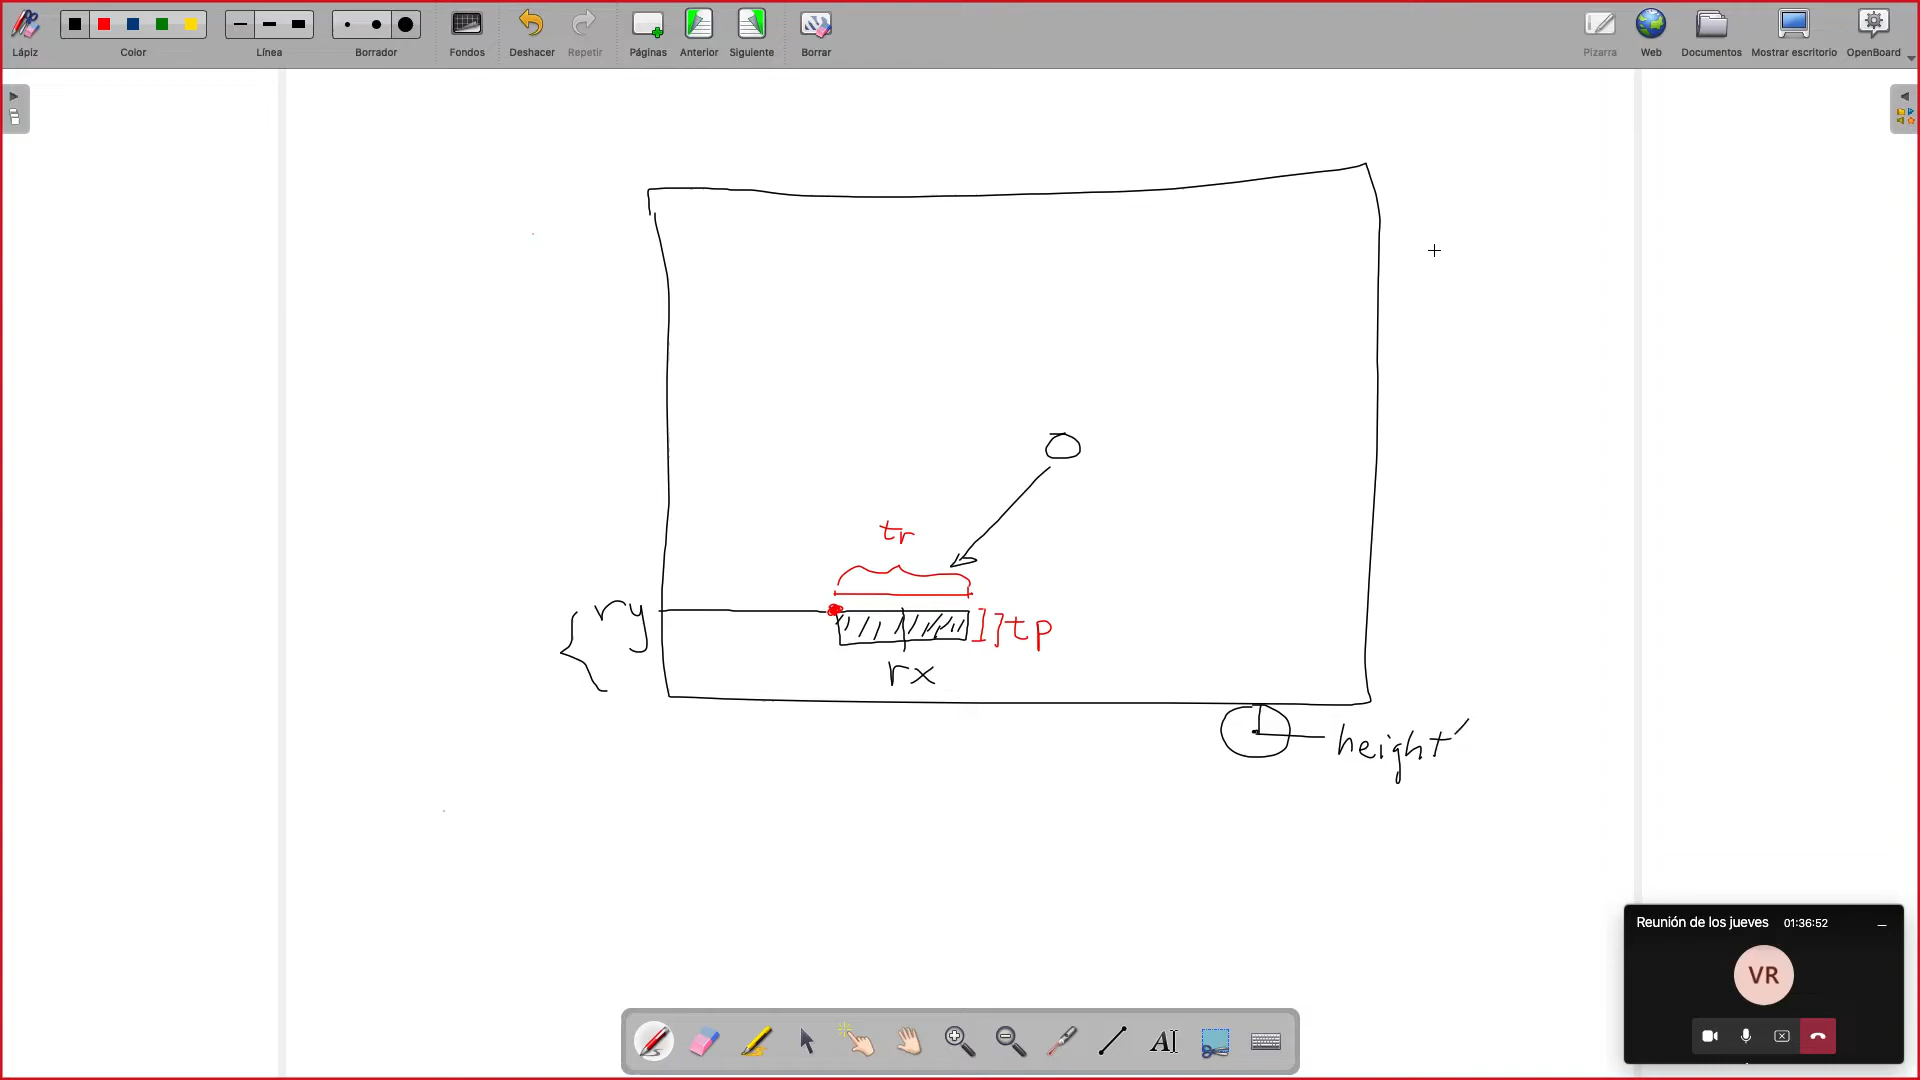 Lápiz Color Línea Borrador Fondos Deshacer Repetir Páginas Anterior Siguiente Borrar Pizarra Web Documentos Mostrar escritorio OpenBoard
tr
ry
tp
rx
height
Reunión de los jueves 01:36:52
VR